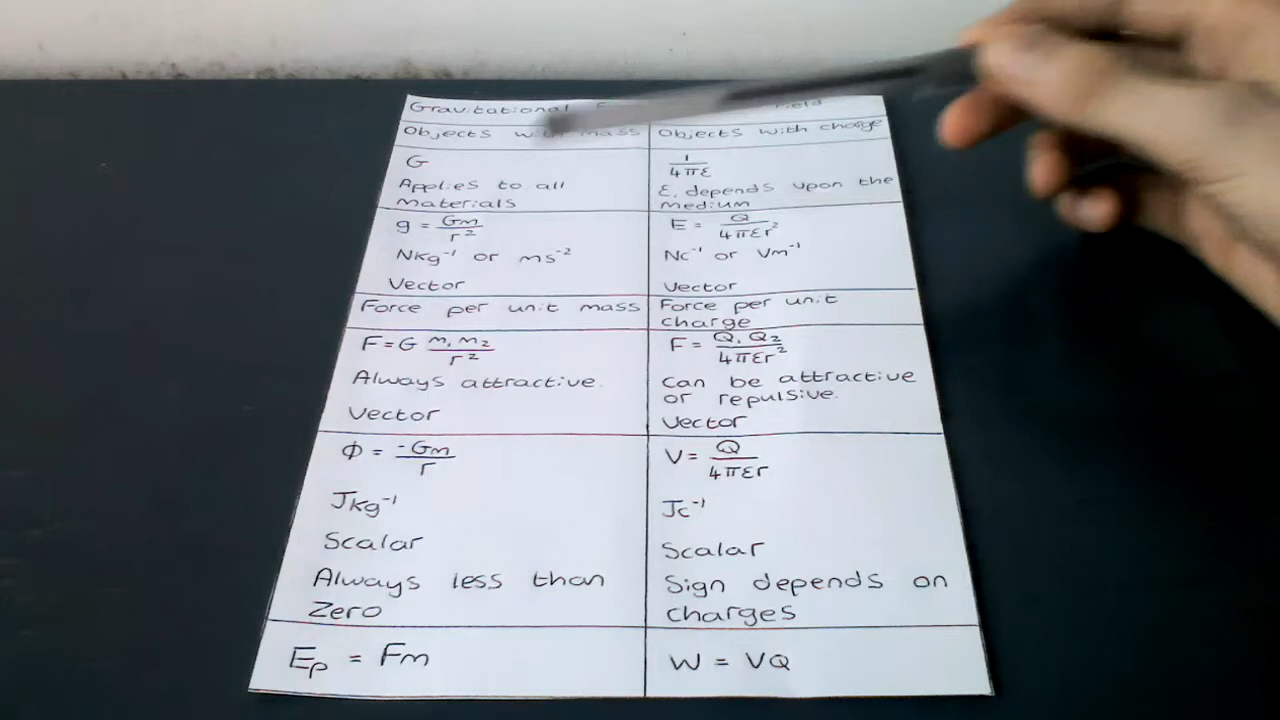 Gravitational
Objects with mass
Objects with charge
G
Applies to all
materials
1/4πε
ε, depends upon the
medium
g = Gm/r²
Nkg⁻¹ or ms⁻²
Vector
E = Q/4πεr²
Nc⁻¹ or Vm⁻¹
Vector
Force per unit mass
Force per unit
charge
F=G m₁m₂/r²
Always attractive.
Vector
F = Q₁Q₂/4πεr²
Can be attractive
or repulsive.
Vector
Φ = -Gm/r
Jkg⁻¹
Scalar
Always less than
Zero
V = Q/4πεr
Jc⁻¹
Scalar
Sign depends on
charges
Ep = Fm
W = VQ